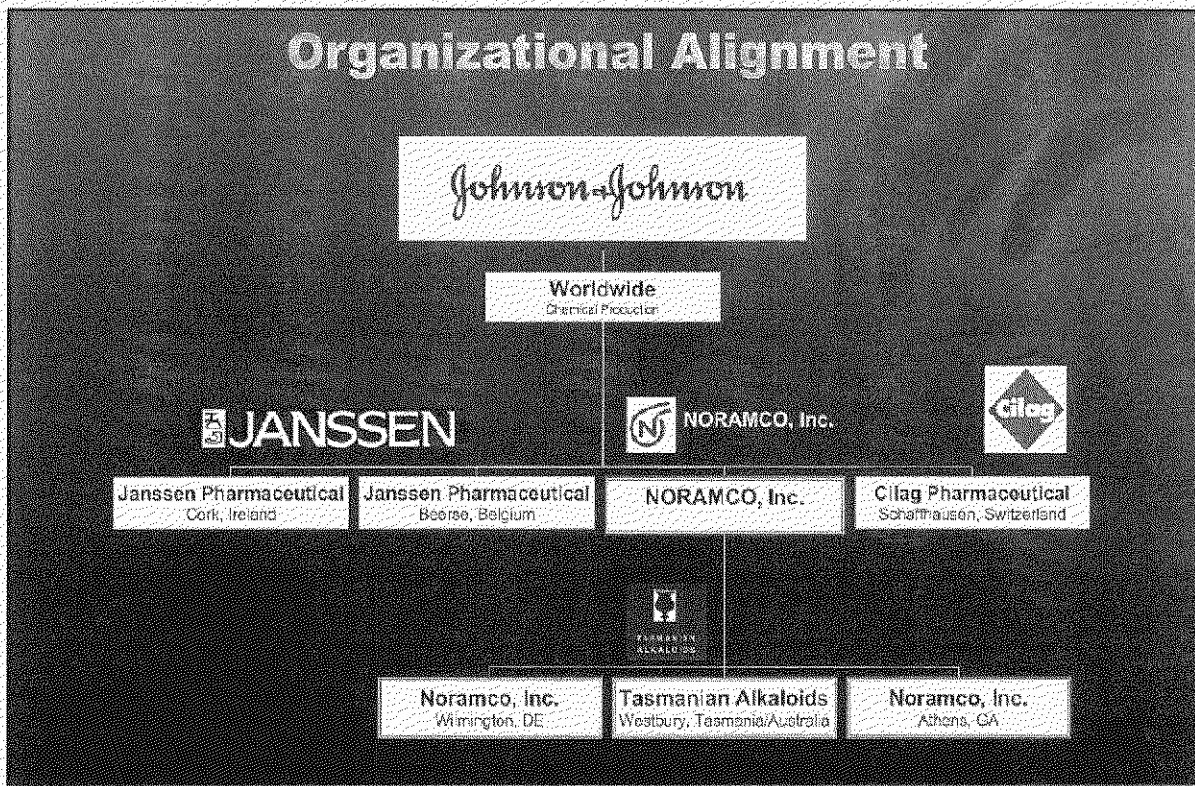 Organizational Alignment
Johnson & Johnson
Worldwide
Chemical Production
JANSSEN
NORAMCO, Inc.
Cilag
Janssen Pharmaceutical
Cork, Ireland
Janssen Pharmaceutical
Beerse, Belgium
NORAMCO, Inc.
Cilag Pharmaceutical
Schaffhausen, Switzerland
TASMANIAN
ALKALOIDS
Noramco, Inc.
Wilmington, DE
Tasmanian Alkaloids
Westbury, Tasmania/Australia
Noramco, Inc.
Athens, GA